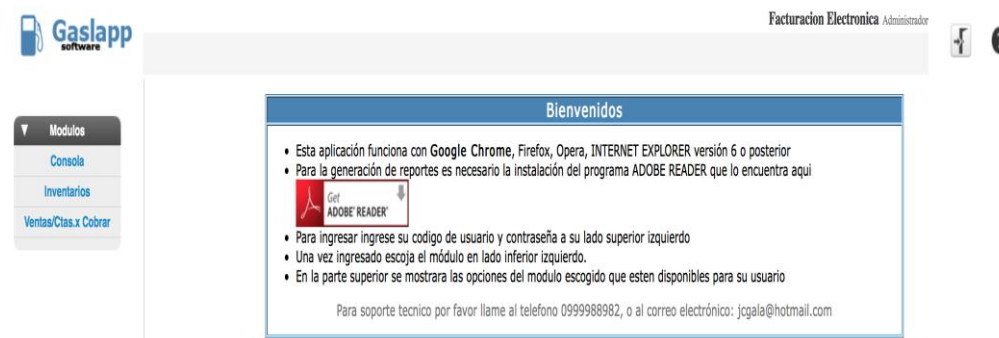 Gaslapp
software
Facturacion Electronica Administrador
Modulos
Consola
Inventarios
Ventas/Ctas.x Cobrar
Bienvenidos
Esta aplicación funciona con Google Chrome, Firefox, Opera, INTERNET EXPLORER versión 6 o posterior
Para la generación de reportes es necesario la instalación del programa ADOBE READER que lo encuentra aqui
Get
ADOBE® READER®
Para ingresar ingrese su codigo de usuario y contraseña a su lado superior izquierdo
Una vez ingresado escoja el módulo en lado inferior izquierdo.
En la parte superior se mostrara las opciones del modulo escogido que esten disponibles para su usuario
Para soporte tecnico por favor llame al telefono 0999988982, o al correo electrónico: jcgala@hotmail.com